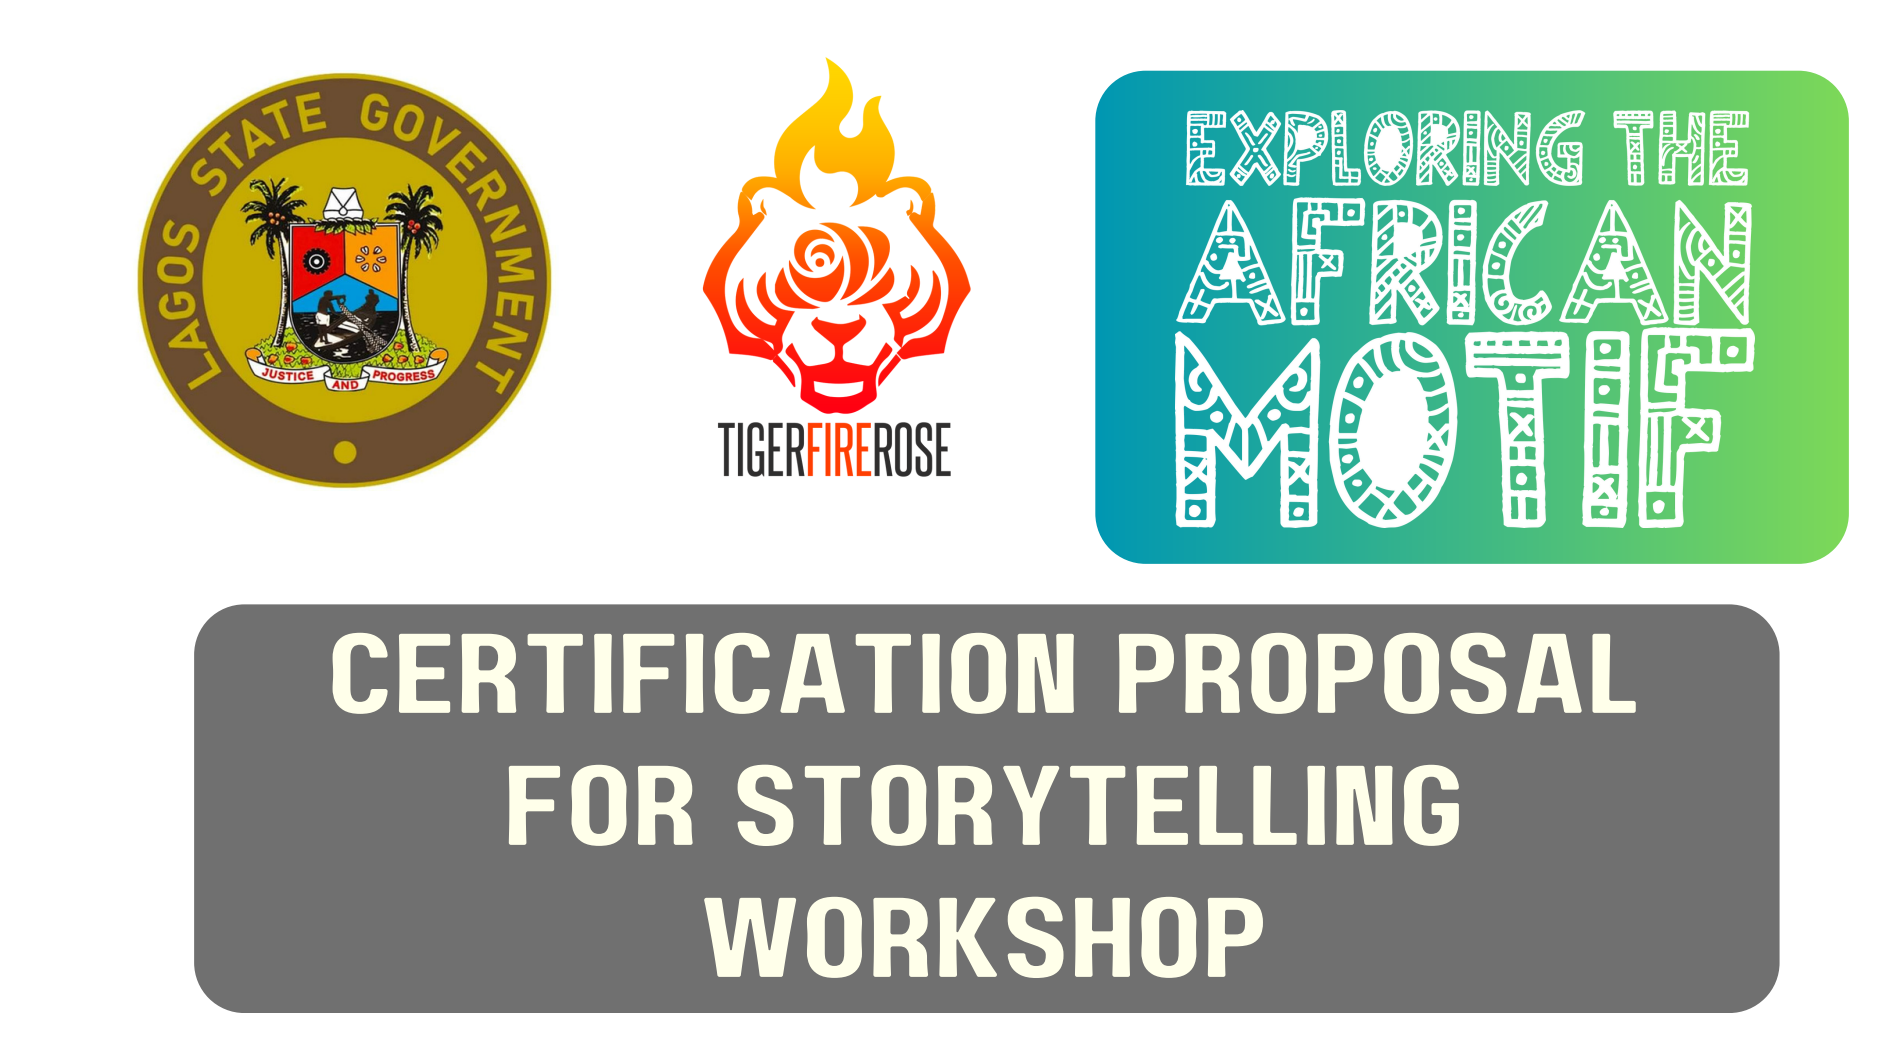 LAGOS STATE GOVERNMENT
JUSTICE AND PROGRESS
TIGERFIREROSE
EXPLORING THE
AFRICAN
MOTIF
CERTIFICATION PROPOSAL
FOR STORYTELLING
WORKSHOP